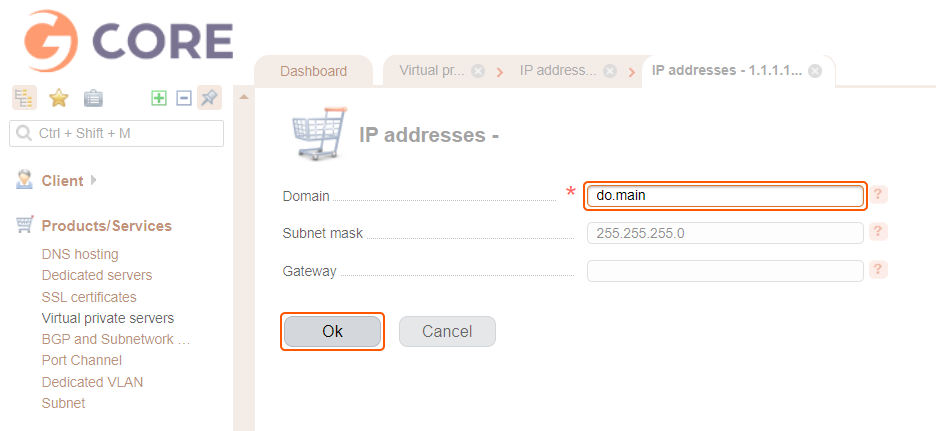 CORE
Dashboard
Virtual pr...
IP address...
IP addresses - 1.1.1.1...
Ctrl + Shift + M
Client
Products/Services
DNS hosting
Dedicated servers
SSL certificates
Virtual private servers
BGP and Subnetwork ...
Port Channel
Dedicated VLAN
Subnet
IP addresses -
Domain * do.main ?
Subnet mask 255.255.255.0 ?
Gateway ?
Ok Cancel